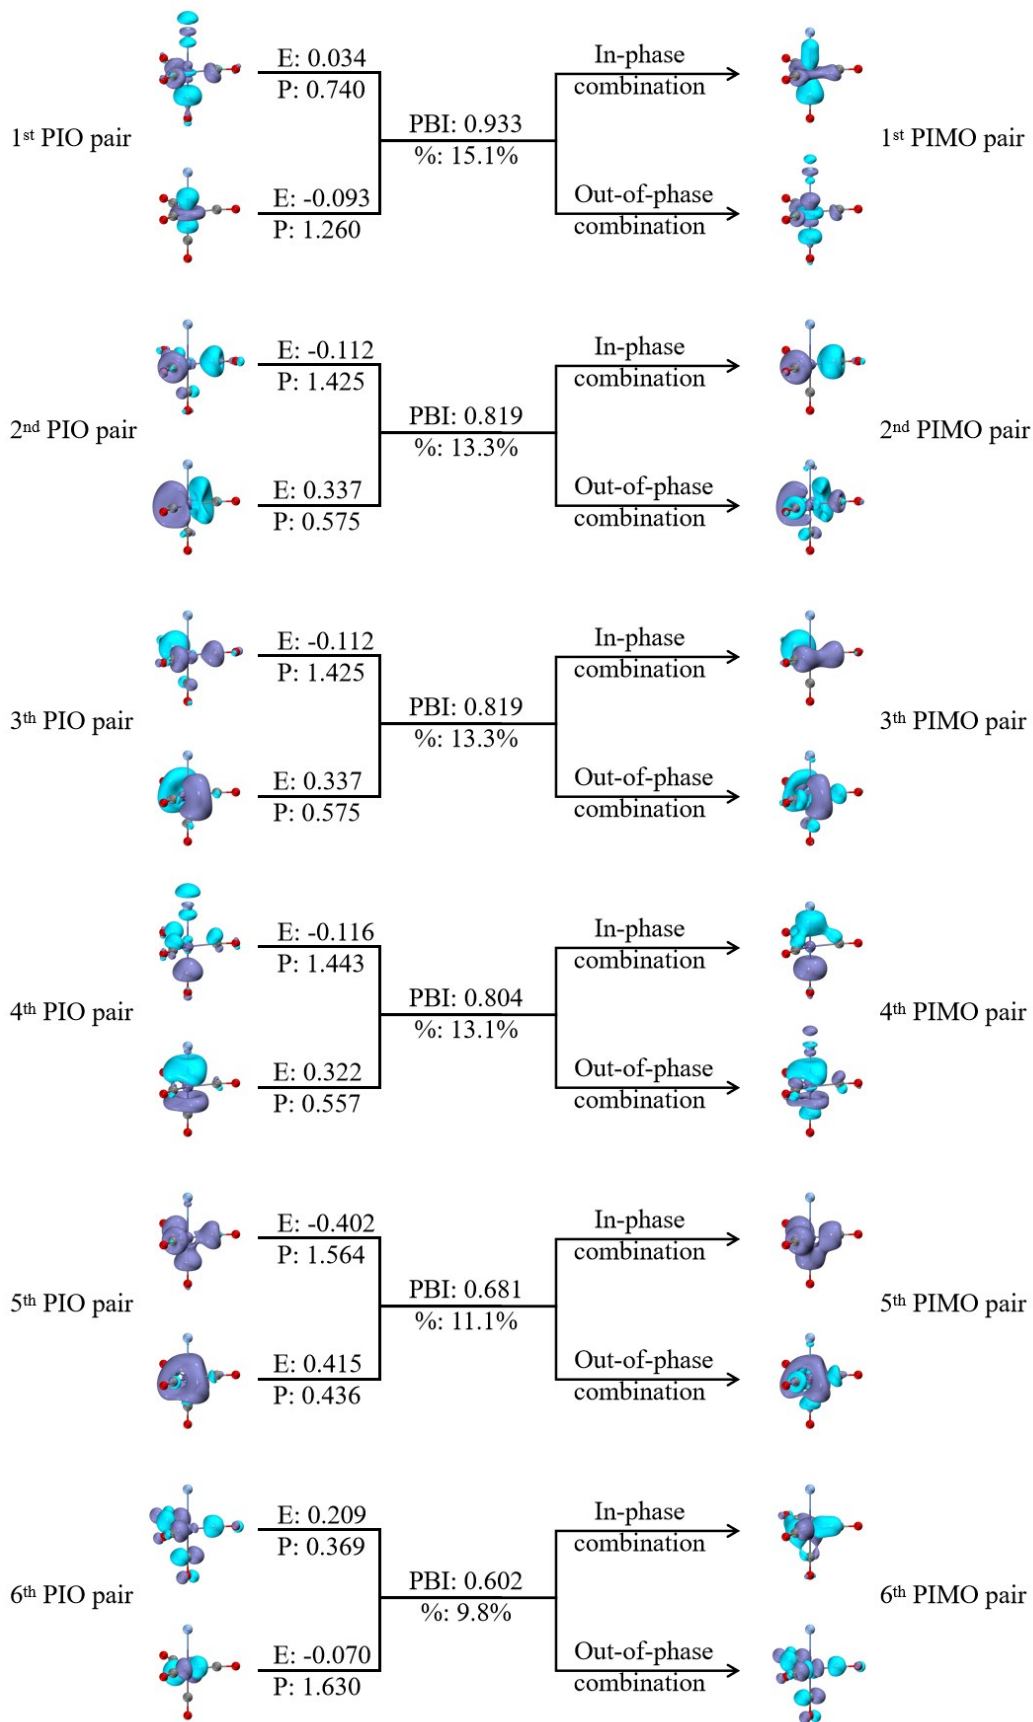 E: 0.034
P: 0.740
In-phase
combination
1st PIO pair
PBI: 0.933
%: 15.1%
1st PIMO pair
E: -0.093
P: 1.260
Out-of-phase
combination
E: -0.112
P: 1.425
In-phase
combination
2nd PIO pair
PBI: 0.819
%: 13.3%
2nd PIMO pair
E: 0.337
P: 0.575
Out-of-phase
combination
E: -0.112
P: 1.425
In-phase
combination
3th PIO pair
PBI: 0.819
%: 13.3%
3th PIMO pair
E: 0.337
P: 0.575
Out-of-phase
combination
E: -0.116
P: 1.443
In-phase
combination
4th PIO pair
PBI: 0.804
%: 13.1%
4th PIMO pair
E: 0.322
P: 0.557
Out-of-phase
combination
E: -0.402
P: 1.564
In-phase
combination
5th PIO pair
PBI: 0.681
%: 11.1%
5th PIMO pair
E: 0.415
P: 0.436
Out-of-phase
combination
E: 0.209
P: 0.369
In-phase
combination
6th PIO pair
PBI: 0.602
%: 9.8%
6th PIMO pair
E: -0.070
P: 1.630
Out-of-phase
combination